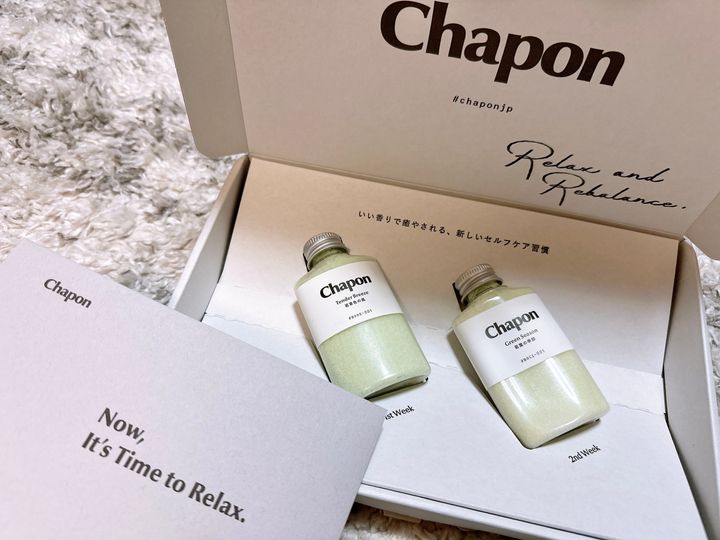 Chapon
#chaponjp
Relax and
Rebalance.
いい香りで癒やされる、新しいセルフケア習慣
Chapon
Tender Breeze
Chapon
Green Season
1st Week
2nd Week
Chapon
Now,
It's Time to Relax.